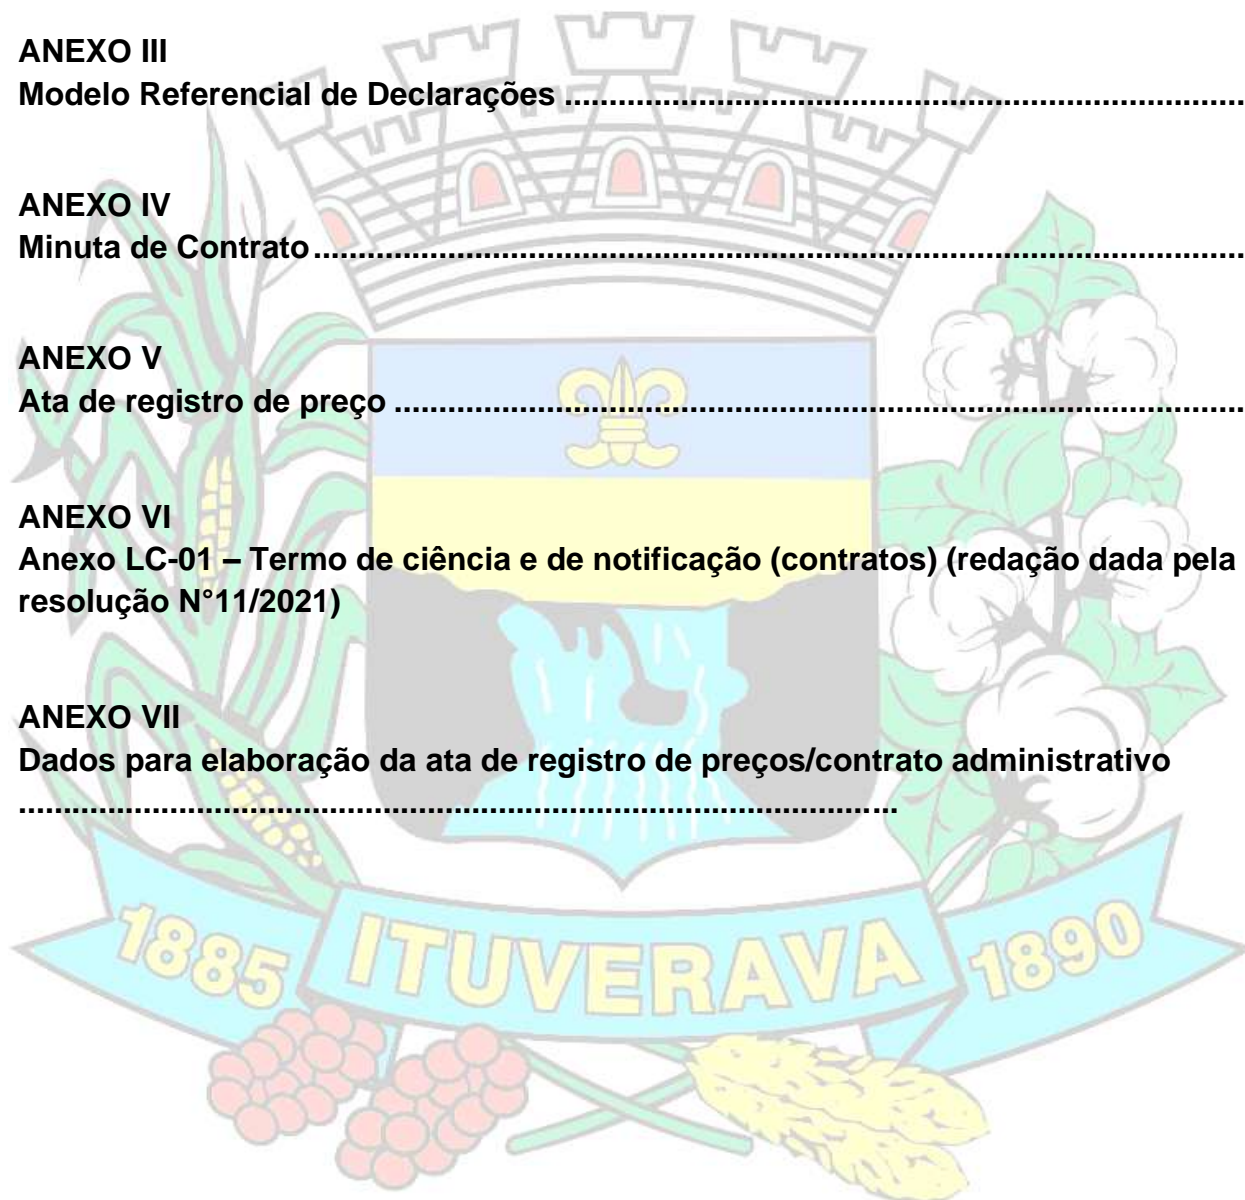 ANEXO III
Modelo Referencial de Declarações ..............................................................................
ANEXO IV
Minuta de Contrato...........................................................................................................
ANEXO V
Ata de registro de preço ..................................................................................................
ANEXO VI
Anexo LC-01 – Termo de ciência e de notificação (contratos) (redação dada pela
resolução N°11/2021)
ANEXO VII
Dados para elaboração da ata de registro de preços/contrato administrativo
....................................................................................................
1885 ITUVERAVA 1890